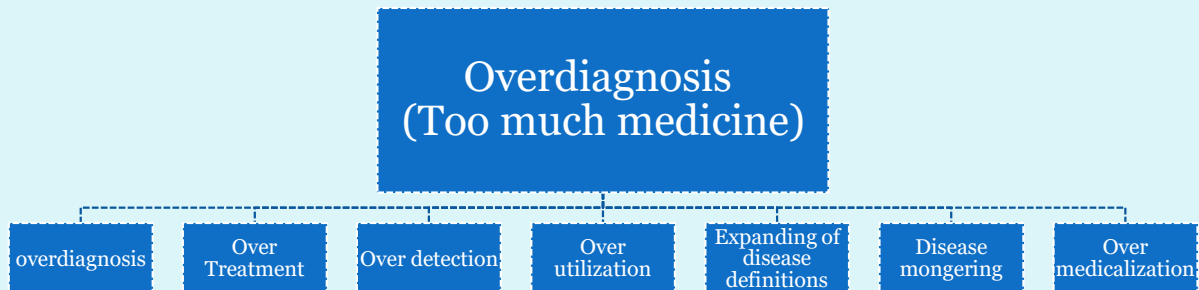 Overdiagnosis
(Too much medicine)
overdiagnosis
Over
Treatment
Over detection
Over
utilization
Expanding of
disease
definitions
Disease
mongering
Over
medicalization